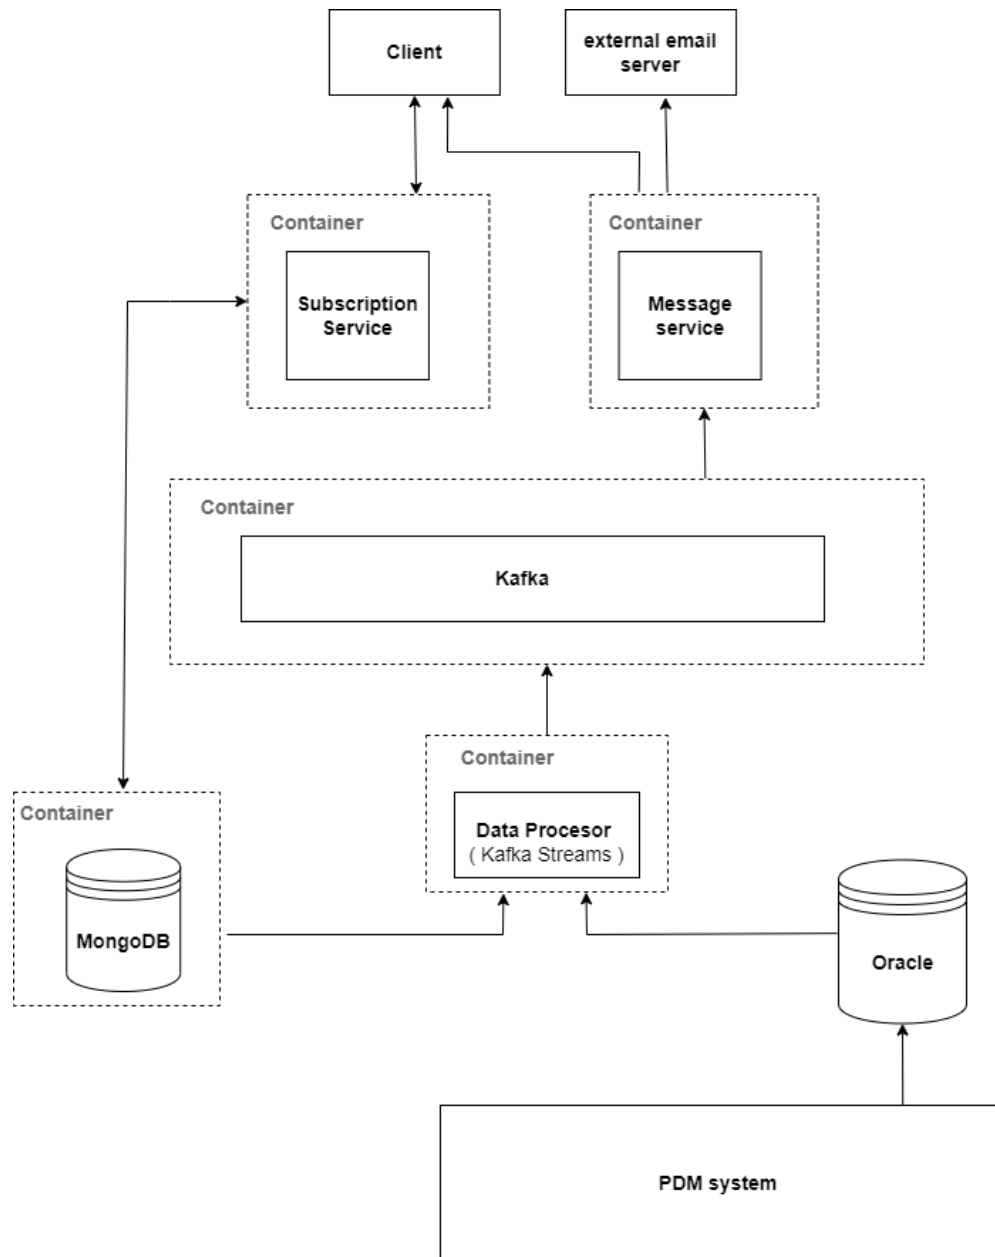 Client
external email
server
Container
Container
Subscription
Service
Message
service
Container
Kafka
Container
Data Procesor
( Kafka Streams )
Container
MongoDB
Oracle
PDM system